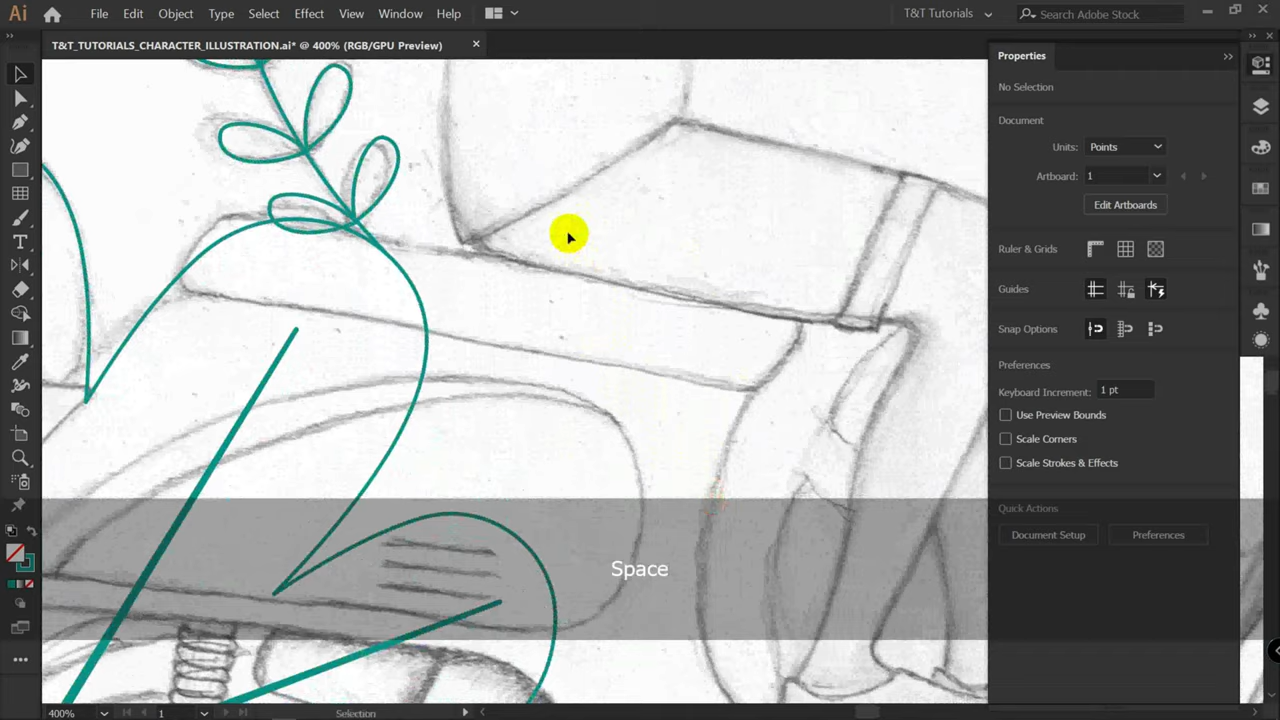 Ai File Edit Object Type Select Effect View Window Help T&T Tutorials Search Adobe Stock
T&T_TUTORIALS_CHARACTER_ILLUSTRATION.ai* @ 400% (RGB/GPU Preview)
Properties
No Selection
Document
Units: Points
Artboard: 1
Edit Artboards
Ruler & Grids
Guides
Snap Options
Preferences
Keyboard Increment: 1 pt
Use Preview Bounds
Scale Corners
Scale Strokes & Effects
Quick Actions
Document Setup Preferences
Space
400% 1 Selection